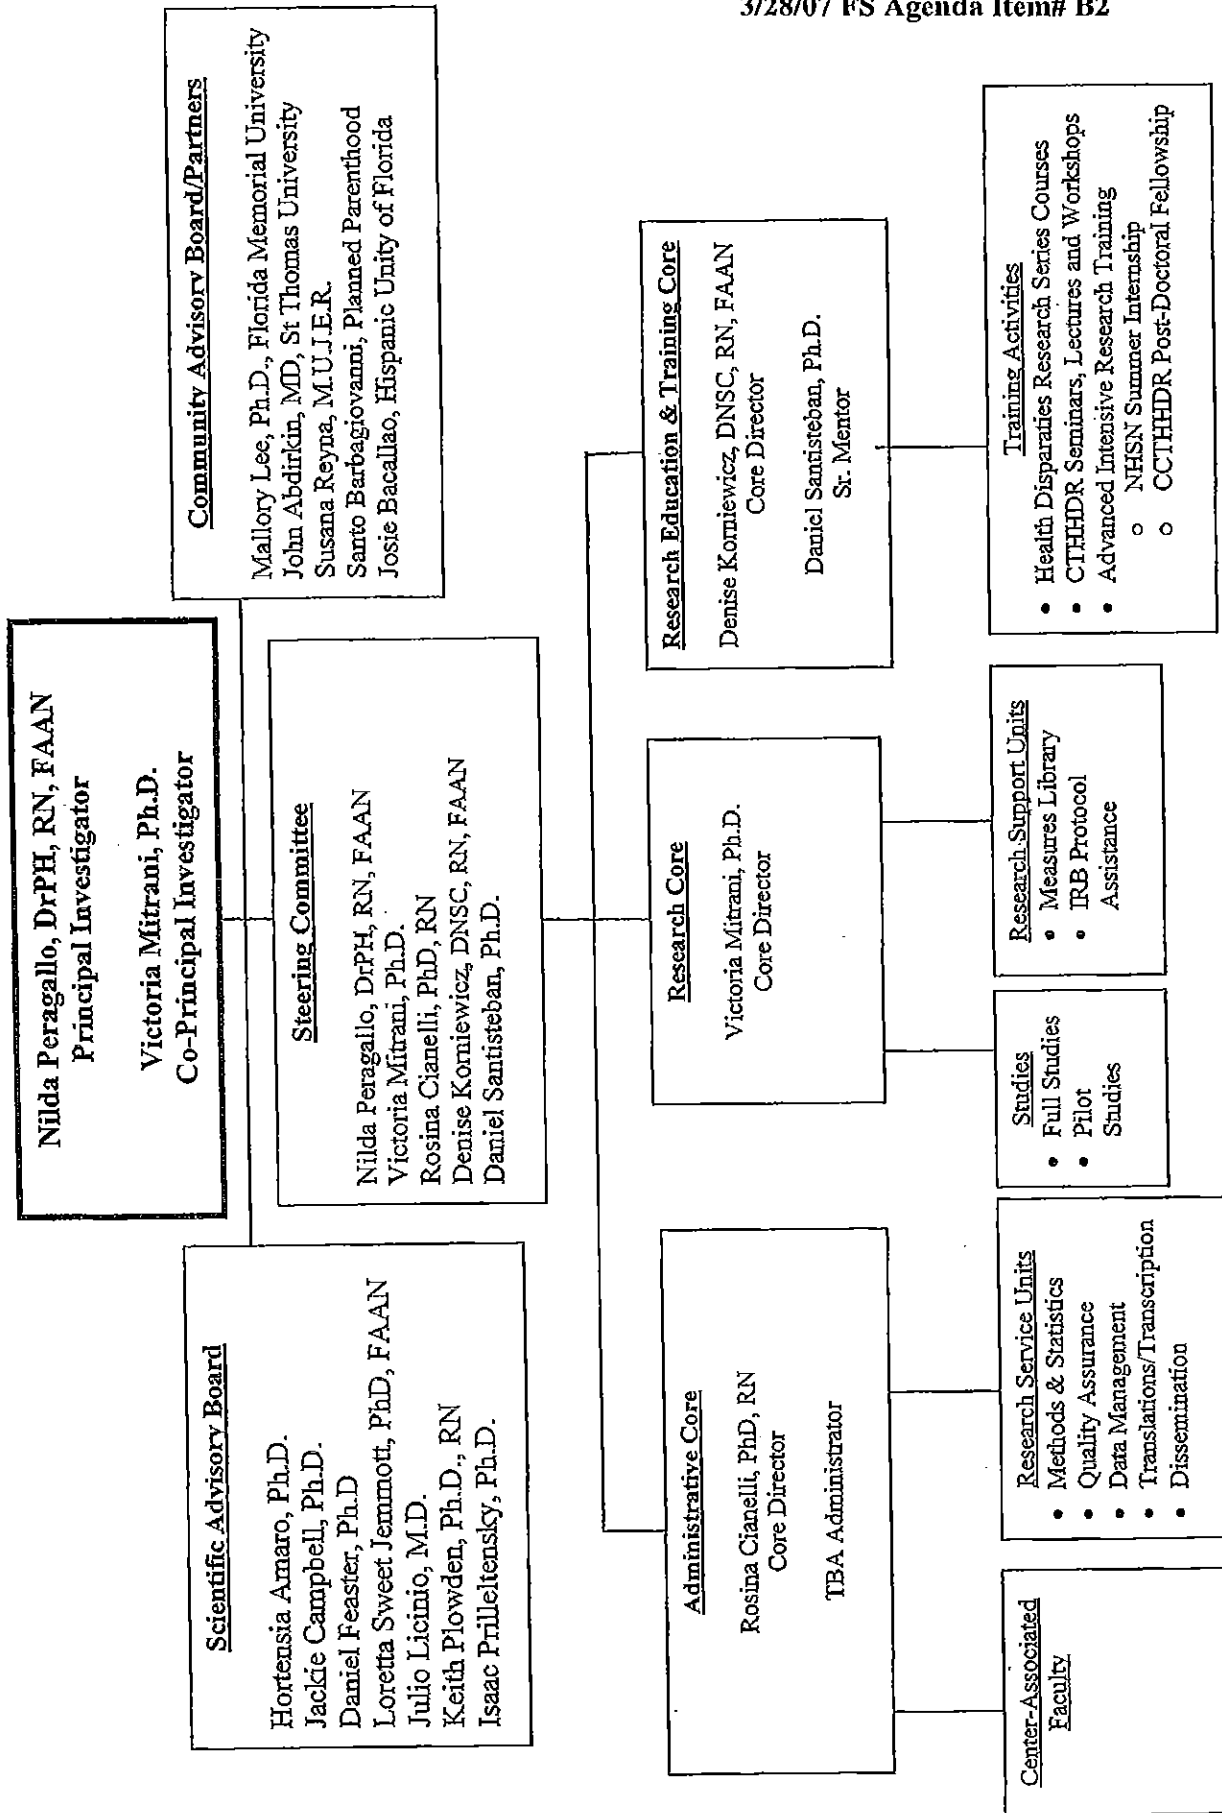 3/28/07 FS Agenda Item# B2
Nilda Peragallo, DrPH, RN, FAAN
Principal Investigator
Victoria Mitrani, Ph.D.
Co-Principal Investigator
Scientific Advisory Board
Hortensia Amaro, Ph.D.
Jackie Campbell, Ph.D.
Daniel Feaster, Ph.D
Loretta Sweet Jemmott, PhD, FAAN
Julio Licinio, M.D.
Keith Plowden, Ph.D., RN
Isaac Prilleltensky, Ph.D.
Steering Committee
Nilda Peragallo, DrPH, RN, FAAN
Victoria Mitrani, Ph.D.
Rosina Cianelli, PhD, RN
Denise Korniewicz, DNSC, RN, FAAN
Daniel Santisteban, Ph.D.
Community Advisory Board/Partners
Mallory Lee, Ph.D., Florida Memorial University
John Abdirkin, MD, St Thomas University
Susana Reyna, M.U.J.E.R.
Santo Barbagiovanni, Planned Parenthood
Josie Bacallao, Hispanic Unity of Florida
Administrative Core
Rosina Cianelli, PhD, RN
Core Director
TBA Administrator
Research Core
Victoria Mitrani, Ph.D.
Core Director
Research Education & Training Core
Denise Korniewicz, DNSC, RN, FAAN
Core Director
Daniel Santisteban, Ph.D.
Sr. Mentor
Center-Associated
Faculty
Research Service Units
• Methods & Statistics
• Quality Assurance
• Data Management
• Translations/Transcription
• Dissemination
Studies
• Full Studies
• Pilot
Studies
Research Support Units
• Measures Library
• IRB Protocol
Assistance
Training Activities
• Health Disparaties Research Series Courses
• CTHHDR Seminars, Lectures and Workshops
• Advanced Intensive Research Training
o NHSN Summer Internship
o CCTHHDR Post-Doctoral Fellowship